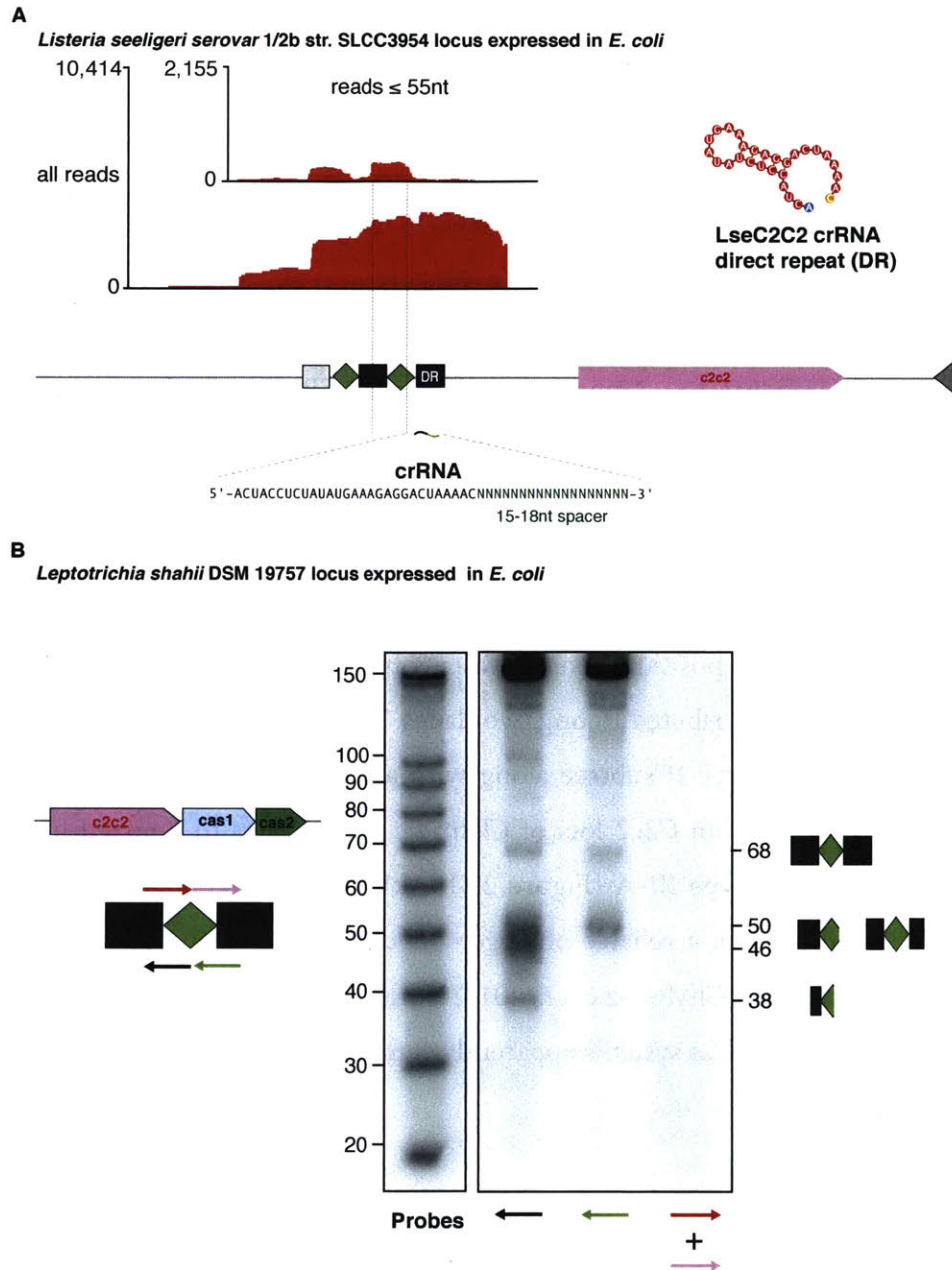 A
Listeria seeligeri serovar 1/2b str. SLCC3954 locus expressed in E. coli
10,414
2,155
reads ≤ 55nt
all reads
0
0
LseC2C2 crRNA
direct repeat (DR)
DR
c2c2
crRNA
5'-ACUACCUCUAUAUGAAAGAGGACUAAAACNNNNNNNNNNNNNNNNNN-3'
15-18nt spacer
B
Leptotrichia shahii DSM 19757 locus expressed in E. coli
150
100
90
80
70
60
50
40
30
20
c2c2
cas1
cas2
68
50
46
38
Probes
+